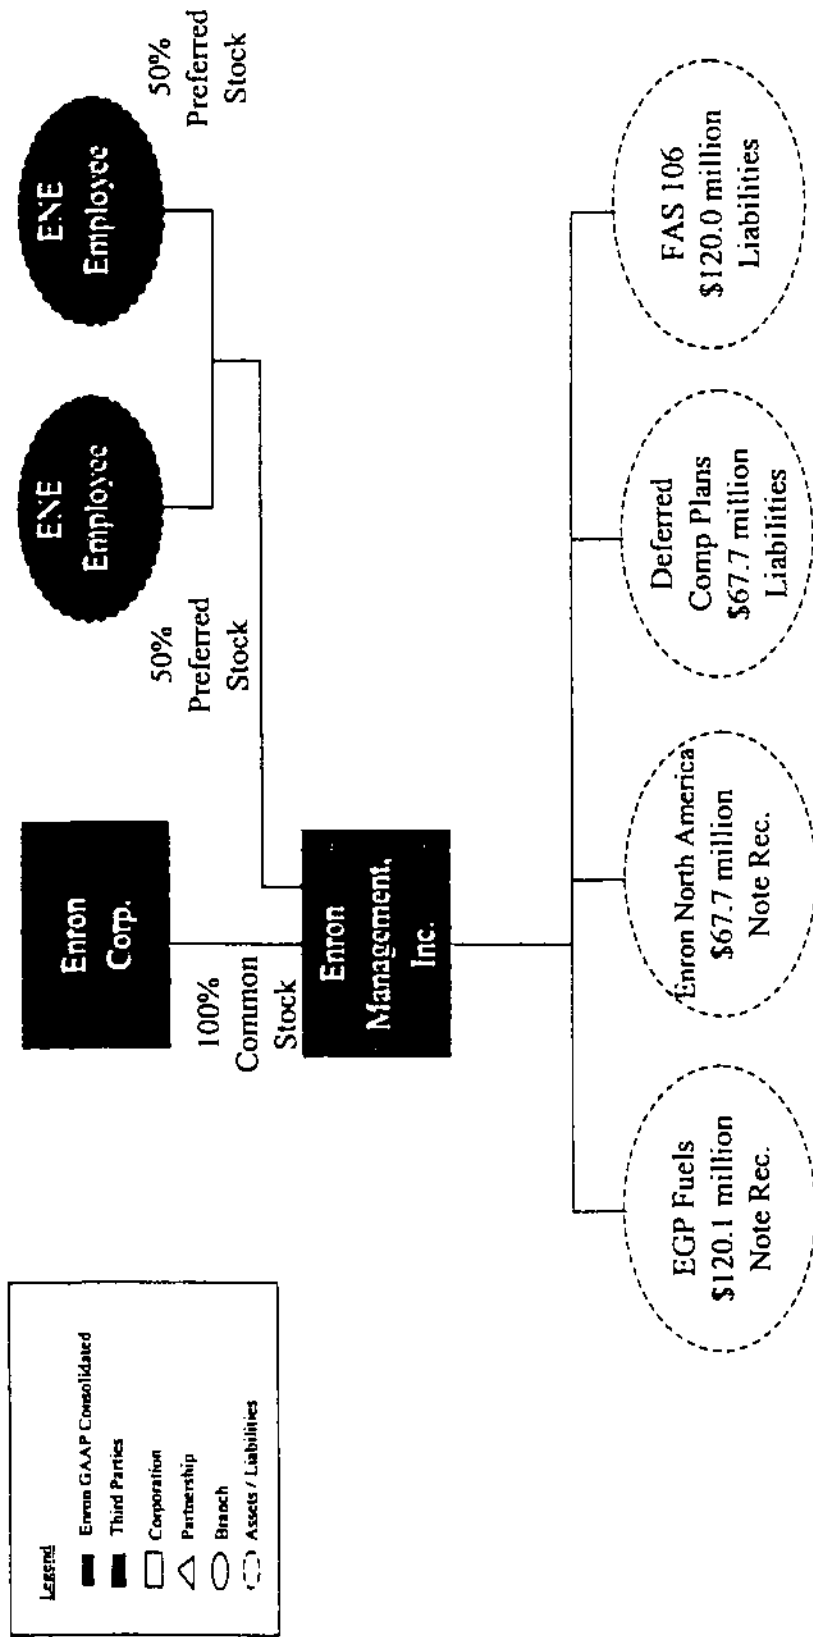 Legend
Enron GAAP Consolidated
Third Parties
Corporation
Partnership
Branch
Assets / Liabilities
Enron
Corp.
ENE
Employee
ENE
Employee
50%
Preferred
Stock
50%
Preferred
Stock
100%
Common
Stock
Enron
Management,
Inc.
EGP Fuels
$120.1 million
Note Rec.
Enron North America
$67.7 million
Note Rec.
Deferred
Comp Plans
$67.7 million
Liabilities
FAS 106
$120.0 million
Liabilities